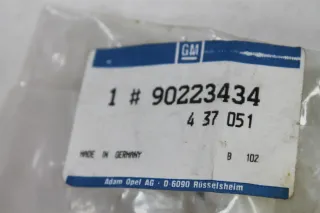 GM
1 # 90223434
4 37 051
MADE IN GERMANY B 102
Adam Opel AG · D 6090 Rüsselsheim